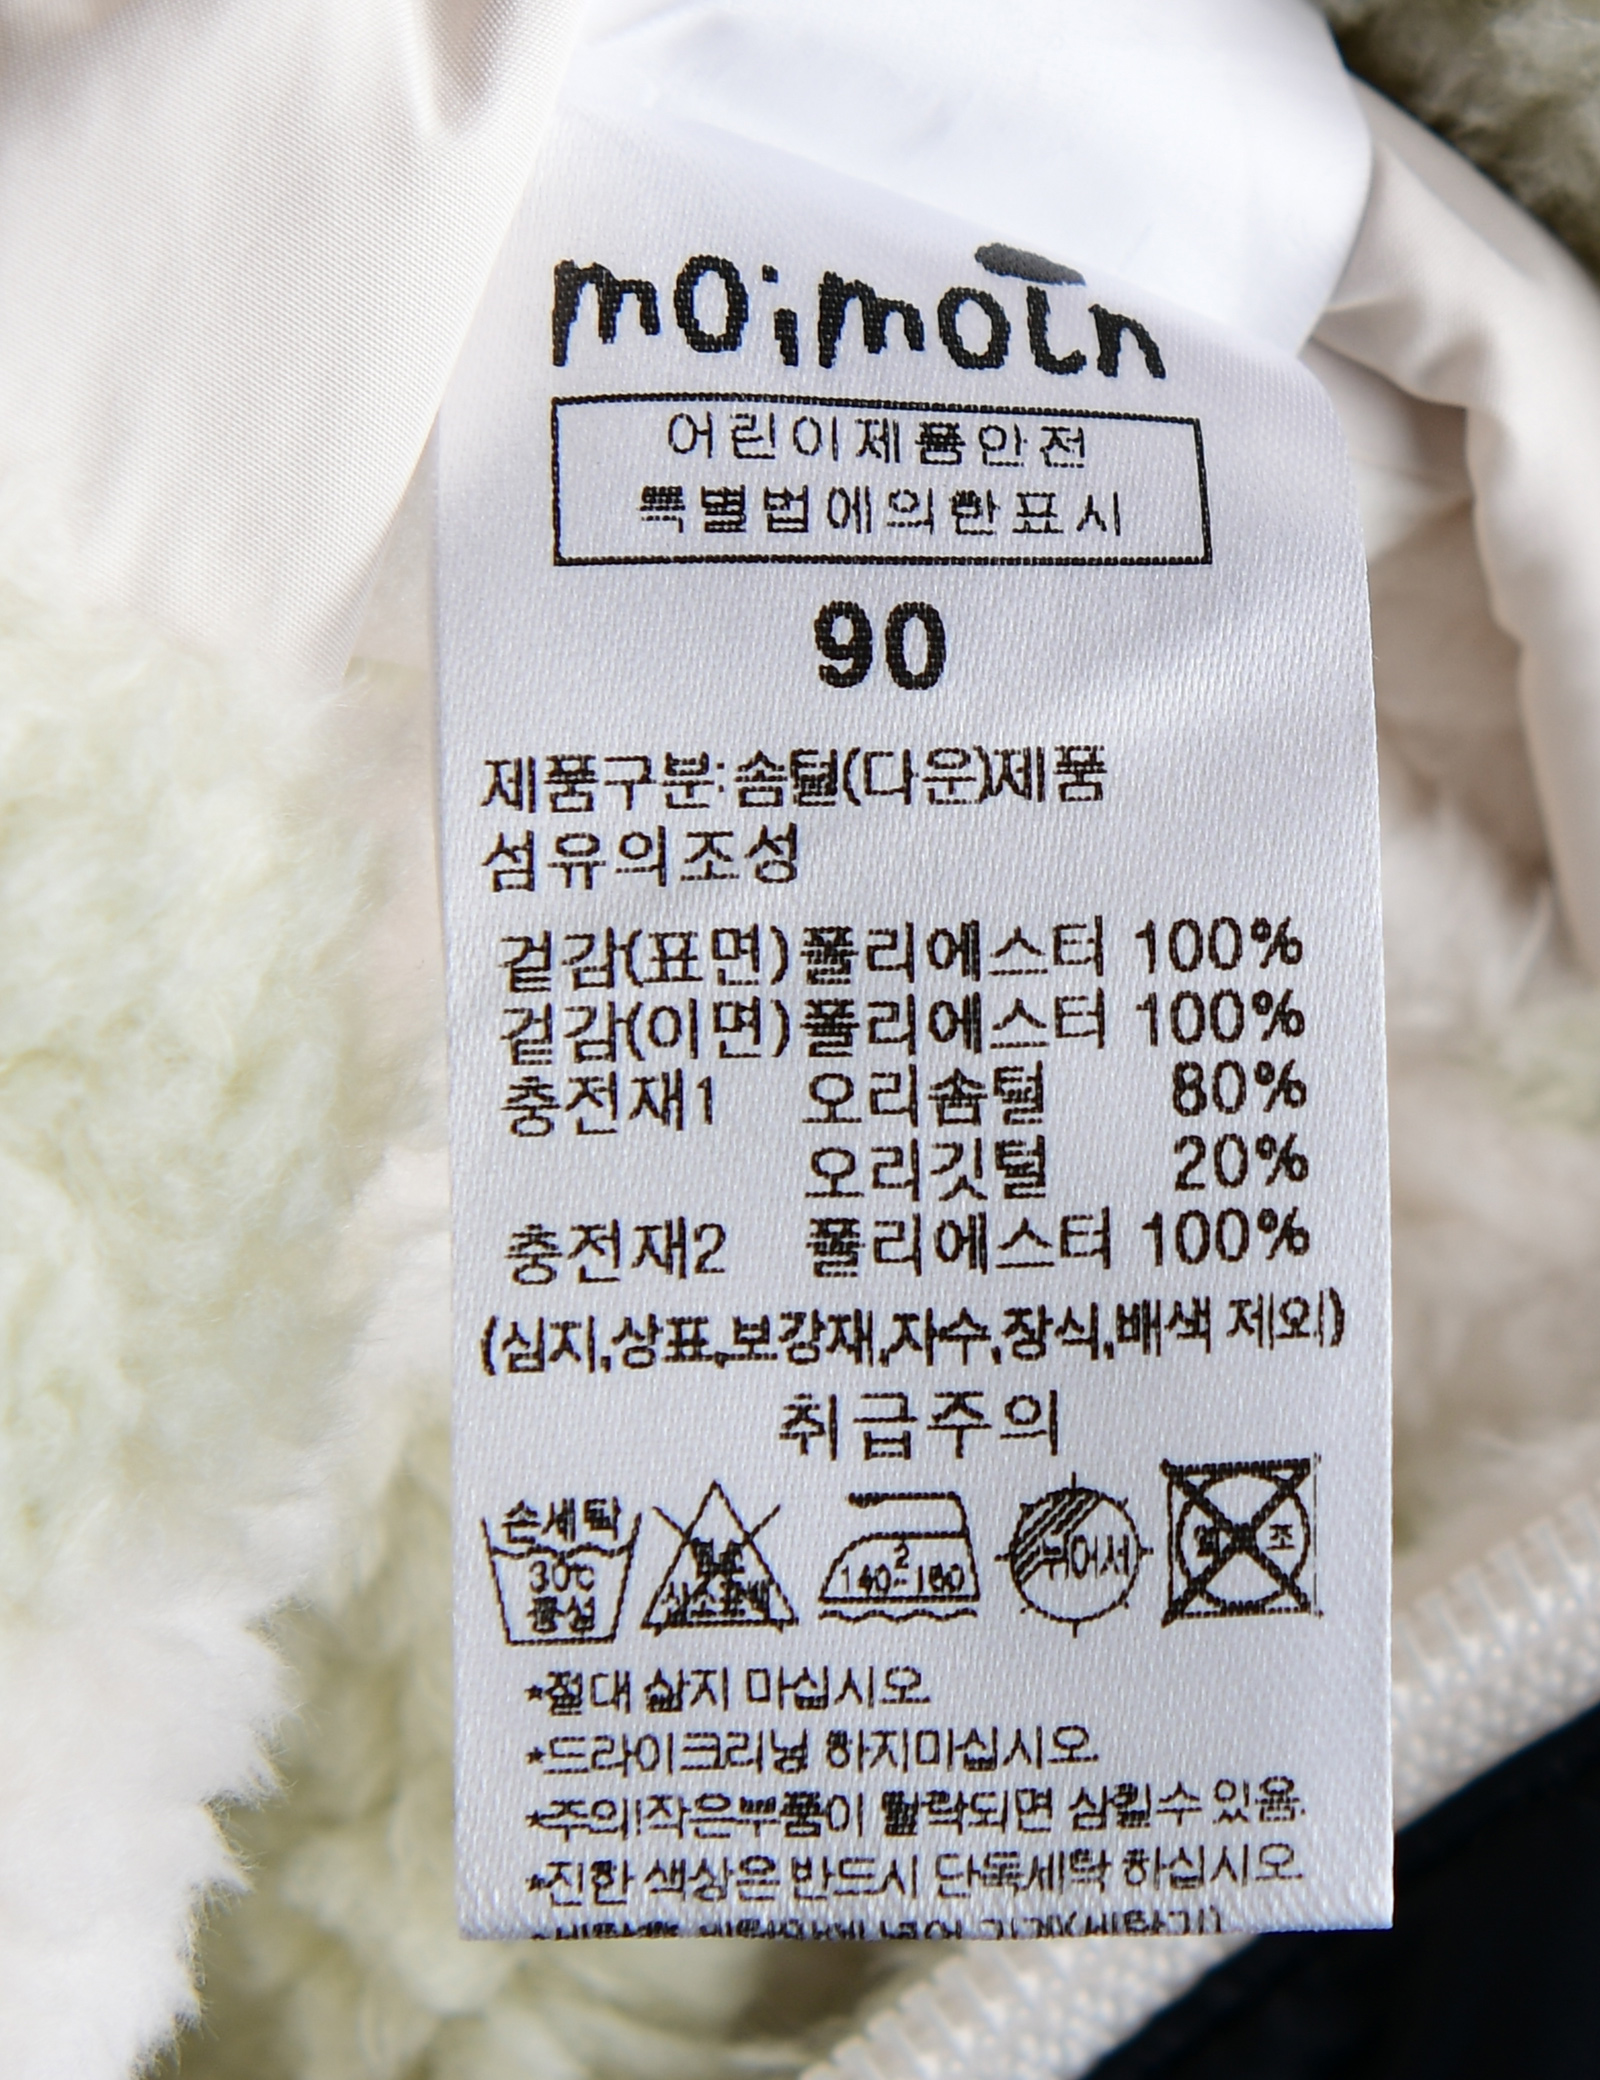 moimoln
어린이제품안전
특별법에의한표시
90
제품구분:솜털(다운)제품
섬유의조성
겉감(표면) 폴리에스터 100%
겉감(이면) 폴리에스터 100%
충전재1 오리솜털 80%
오리깃털 20%
충전재2 폴리에스터 100%
(심지,상표,보강재,자수,장식,배색 제외)
취급주의
손세탁
30℃
중성
산소표백
2
140-160
뉘어서
조
*절대 삶지 마십시오
*드라이크리닝 하지마십시오
*주의!작은부품이 탈락되면 삼킬수 있음.
*진한 색상은 반드시 단독세탁 하십시오